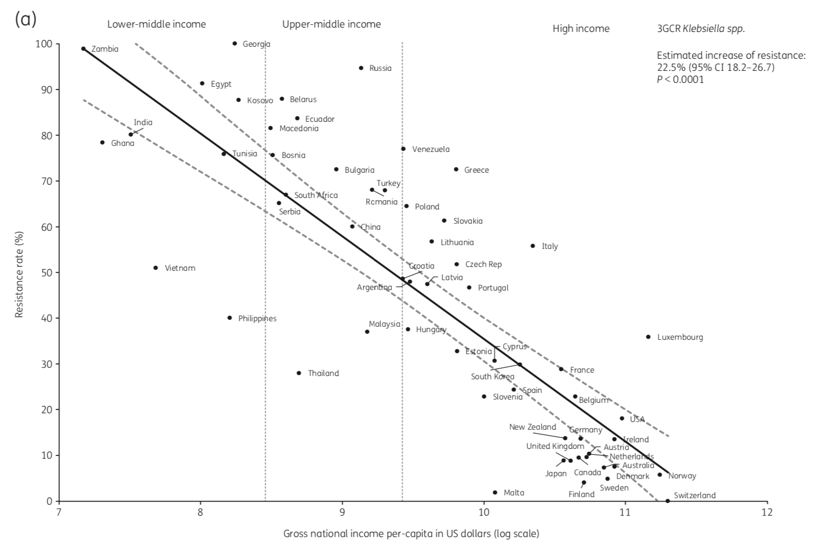 (a)
Lower-middle income
Upper-middle income
High income
3GCR Klebsiella spp.
Estimated increase of resistance:
22.5% (95% CI 18.2–26.7)
P < 0.0001
Resistance rate (%)
100
90
80
70
60
50
40
30
20
10
0
Zambia
Georgia
Russia
Egypt
Kosovo
Belarus
Ecuador
Macedonia
India
Ghana
Tunisia
Bosnia
Venezuela
Bulgaria
Greece
Turkey
Romania
South Africa
Serbia
Poland
China
Slovakia
Lithuania
Italy
Vietnam
Croatia
Czech Rep
Argentina
Latvia
Portugal
Philippines
Malaysia
Hungary
Luxembourg
Thailand
Estonia
Cyprus
South Korea
France
Spain
Slovenia
Belgium
USA
New Zealand
Germany
Ireland
United Kingdom
Austria
Netherlands
Japan
Canada
Australia
Denmark
Norway
Malta
Finland
Sweden
Switzerland
7
8
9
10
11
12
Gross national income per-capita in US dollars (log scale)